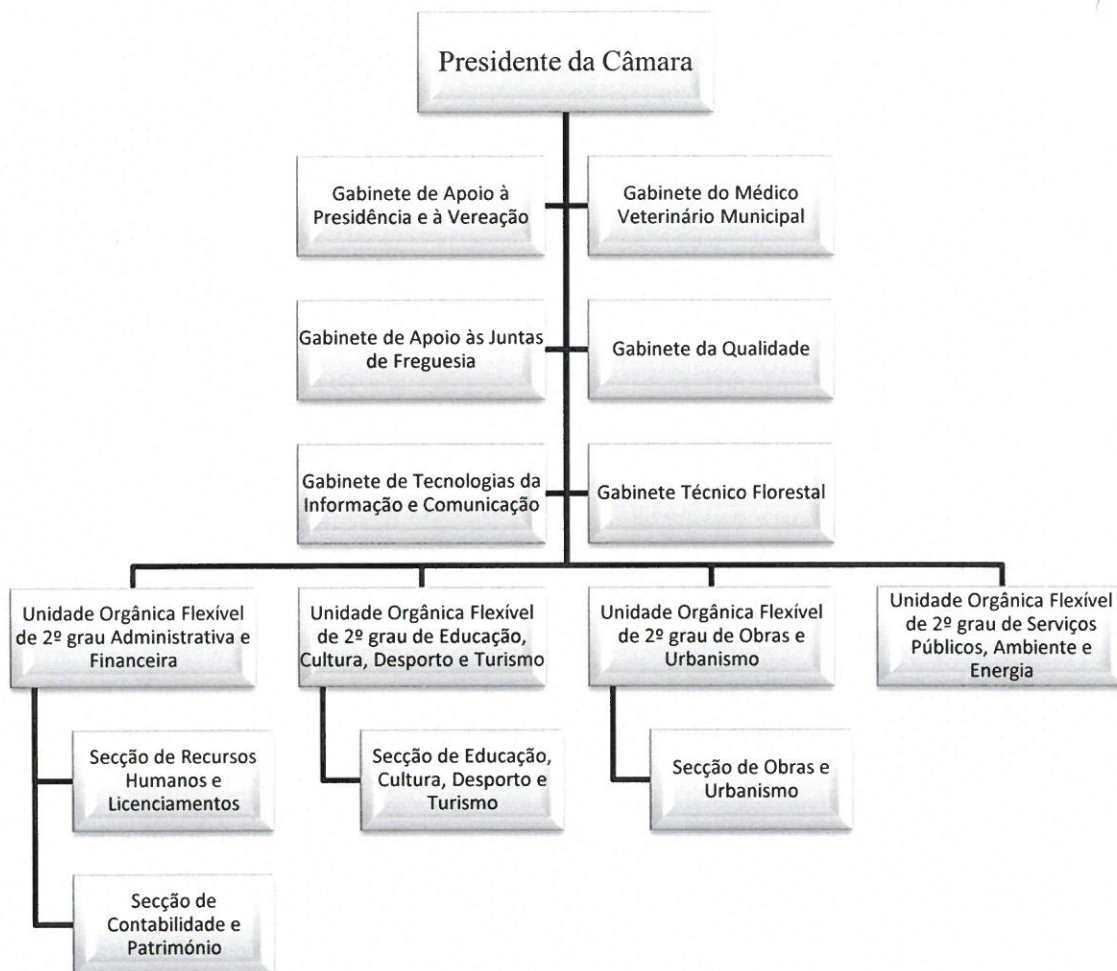 Presidente da Câmara
Gabinete de Apoio à
Presidência e à Vereação
Gabinete do Médico
Veterinário Municipal
Gabinete de Apoio às Juntas
de Freguesia
Gabinete da Qualidade
Gabinete de Tecnologias da
Informação e Comunicação
Gabinete Técnico Florestal
Unidade Orgânica Flexível
de 2º grau Administrativa e
Financeira
Unidade Orgânica Flexível
de 2º grau de Educação,
Cultura, Desporto e Turismo
Unidade Orgânica Flexível
de 2º grau de Obras e
Urbanismo
Unidade Orgânica Flexível
de 2º grau de Serviços
Públicos, Ambiente e
Energia
Secção de Recursos
Humanos e
Licenciamentos
Secção de Educação,
Cultura, Desporto e
Turismo
Secção de Obras e
Urbanismo
Secção de
Contabilidade e
Património